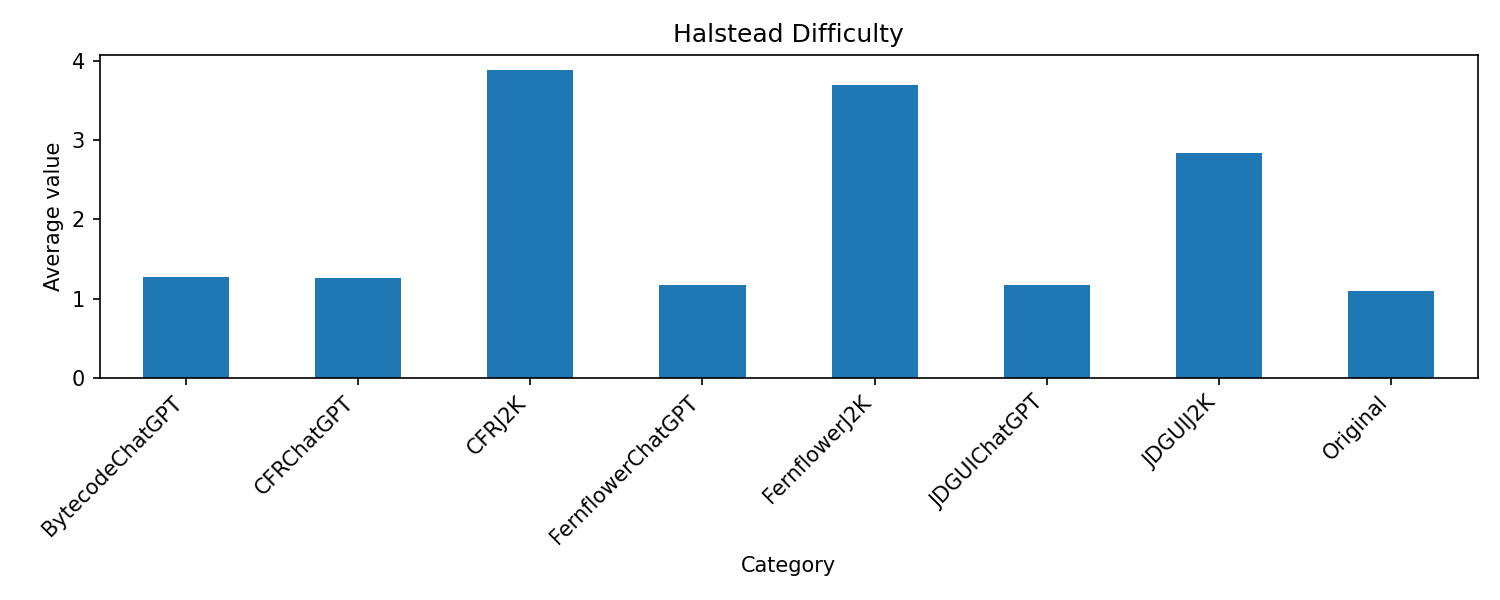 Halstead Difficulty
Average value
4
3
2
1
0
BytecodeChatGPT
CFRChatGPT
CFRJ2K
FernflowerChatGPT
FernflowerJ2K
JDGUIChatGPT
JDGUIJ2K
Original
Category